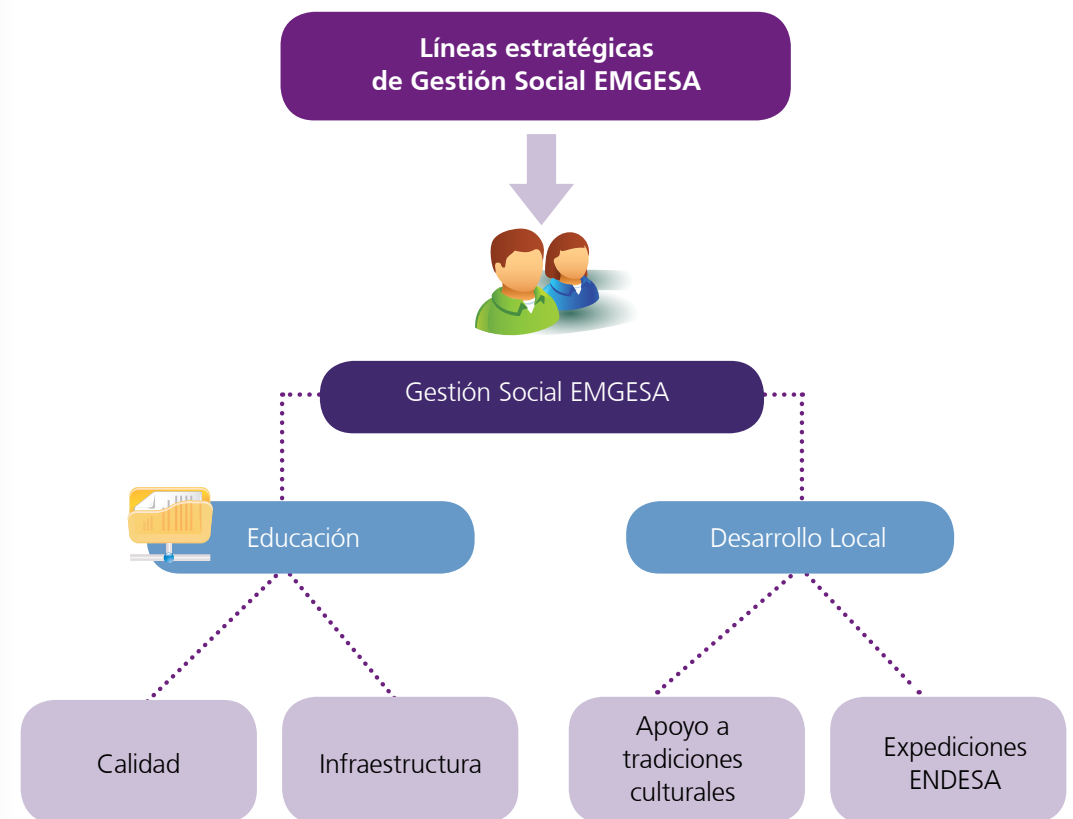 Líneas estratégicas
de Gestión Social EMGESA
Gestión Social EMGESA
Educación
Desarrollo Local
Calidad
Infraestructura
Apoyo a
tradiciones
culturales
Expediciones
ENDESA